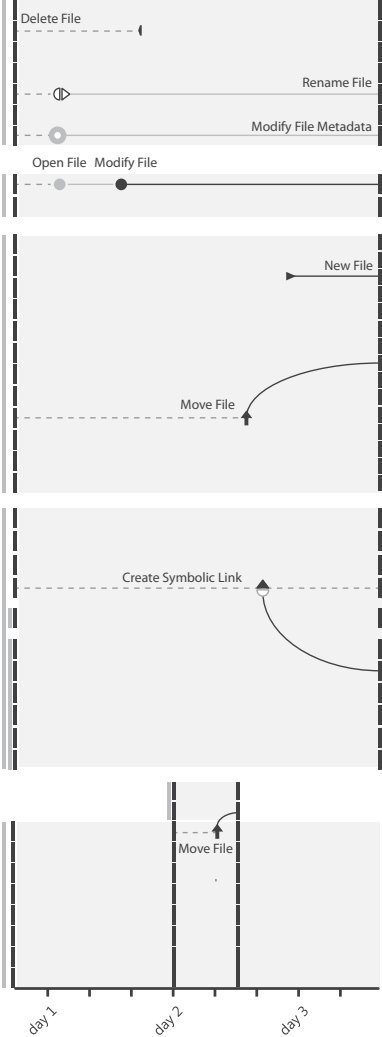 Delete File
Rename File
Modify File Metadata
Open File Modify File
New File
Move File
Create Symbolic Link
Move File
day 1 day 2 day 3